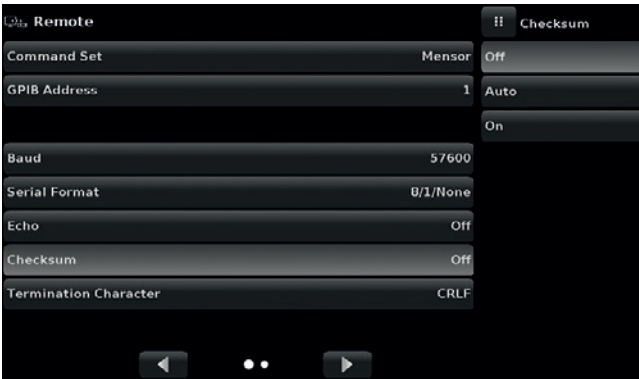 Remote
Command Set Mensor
GPIB Address 1
Baud 57600
Serial Format 8/1/None
Echo Off
Checksum Off
Termination Character CRLF
Checksum
Off
Auto
On